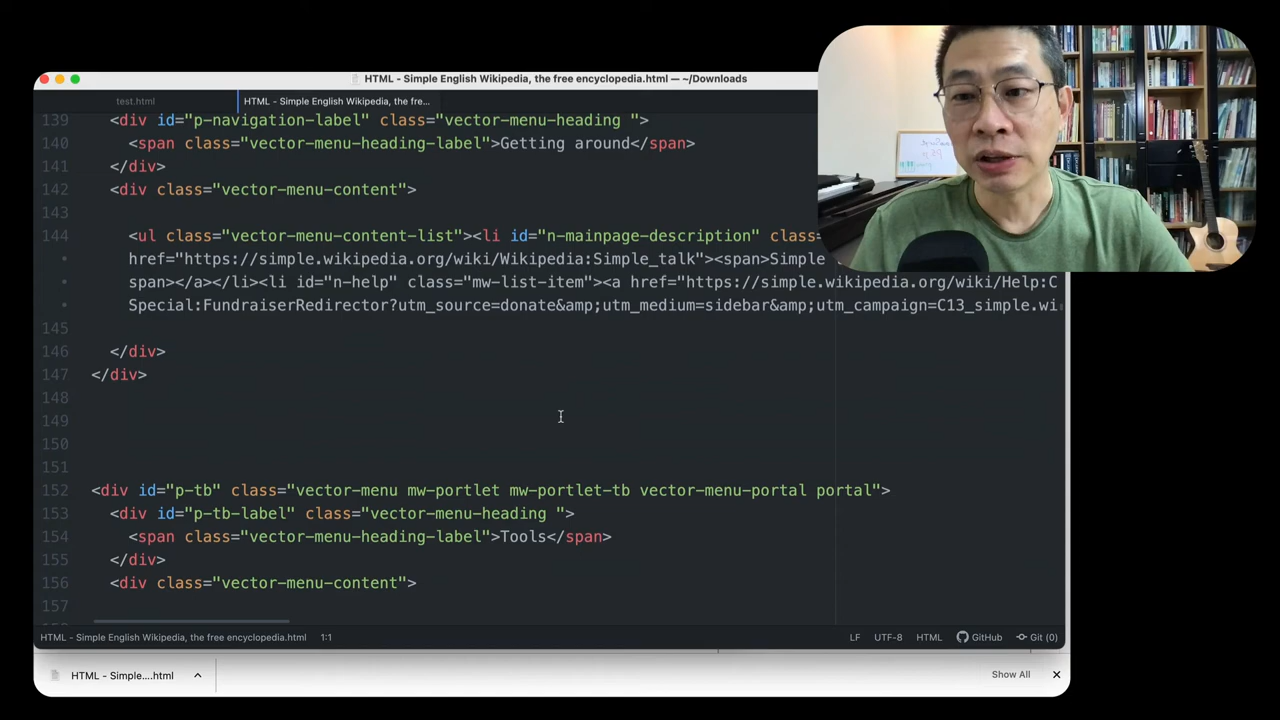 HTML - Simple English Wikipedia, the free encyclopedia.html — ~/Downloads
test.html
HTML - Simple English Wikipedia, the fre...
139 <div id="p-navigation-label" class="vector-menu-heading ">
140 <span class="vector-menu-heading-label">Getting around</span>
141 </div>
142 <div class="vector-menu-content">
143
144 <ul class="vector-menu-content-list"><li id="n-mainpage-description" class=
• href="https://simple.wikipedia.org/wiki/Wikipedia:Simple_talk"><span>Simple
• span></a></li><li id="n-help" class="mw-list-item"><a href="https://simple.wikipedia.org/wiki/Help:C
• Special:FundraiserRedirector?utm_source=donate&amp;utm_medium=sidebar&amp;utm_campaign=C13_simple.wi
145
146 </div>
147 </div>
148
149
150
151
152 <div id="p-tb" class="vector-menu mw-portlet mw-portlet-tb vector-menu-portal portal">
153 <div id="p-tb-label" class="vector-menu-heading ">
154 <span class="vector-menu-heading-label">Tools</span>
155 </div>
156 <div class="vector-menu-content">
157
HTML - Simple English Wikipedia, the free encyclopedia.html 1:1 LF UTF-8 HTML GitHub Git (0)
HTML - Simple....html Show All